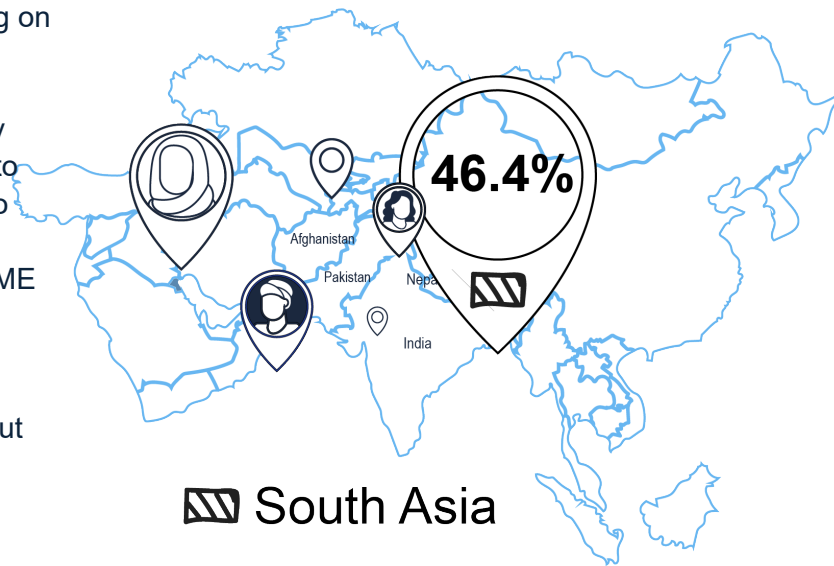 g on
to
o
ME
ut
46.4%
Afghanistan
Pakistan
Nepa
India
South Asia